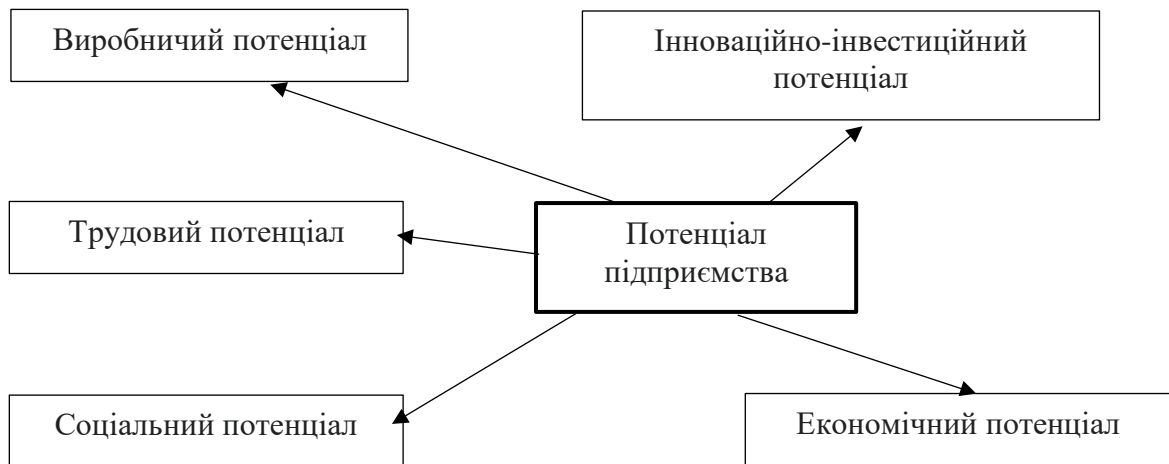 Виробничий потенціал
Інноваційно-інвестиційний
потенціал
Трудовий потенціал
Потенціал
підприємства
Соціальний потенціал
Економічний потенціал